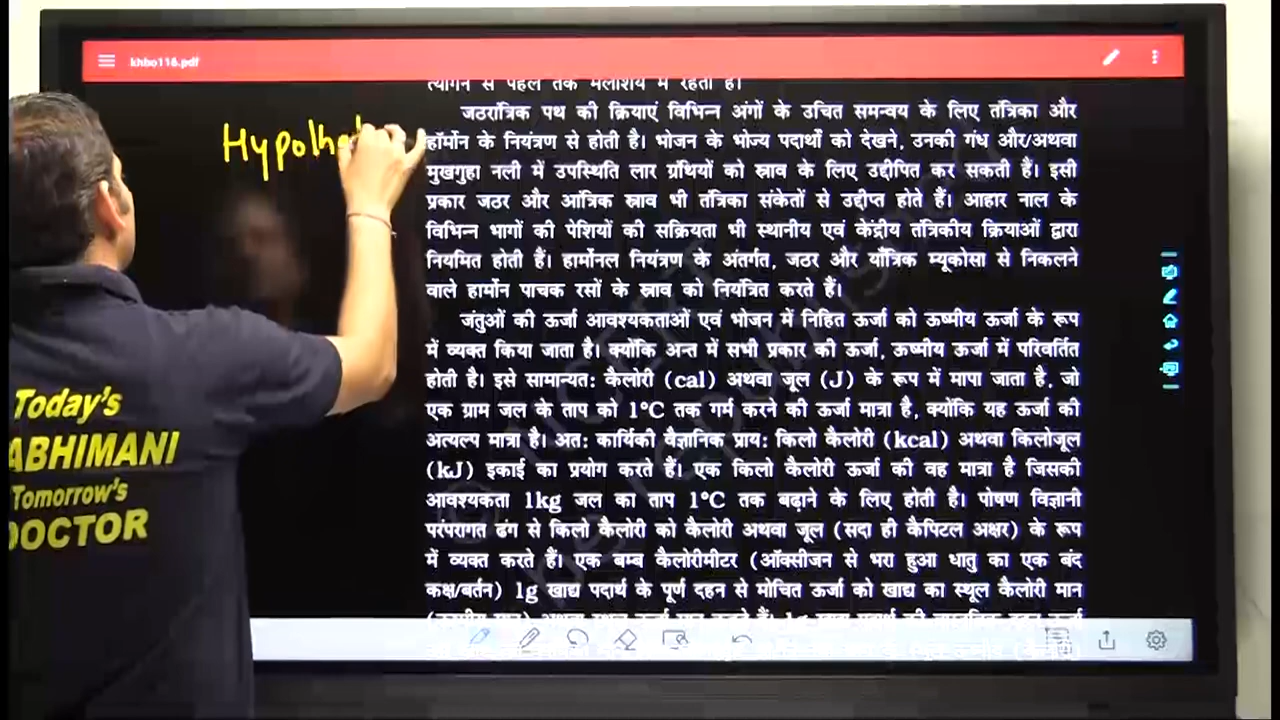 khbo116.pdf
त्यागने से पहले तक मलाशय में रहता है।
जठरांत्रिक पथ की क्रियाएं विभिन्न अंगों के उचित समन्वय के लिए तंत्रिका और
हॉर्मोन के नियंत्रण से होती है। भोजन के भोज्य पदार्थों को देखने, उनकी गंध और/अथवा
मुखगुहा नली में उपस्थिति लार ग्रंथियों को स्राव के लिए उद्दीपित कर सकती हैं। इसी
प्रकार जठर और आंत्रिक स्राव भी तंत्रिका संकेतों से उद्दीप्त होते हैं। आहार नाल के
विभिन्न भागों की पेशियों की सक्रियता भी स्थानीय एवं केंद्रीय तंत्रिकीय क्रियाओं द्वारा
नियमित होती हैं। हार्मोनल नियंत्रण के अंतर्गत, जठर और याँत्रिक म्यूकोसा से निकलने
वाले हार्मोन पाचक रसों के स्राव को नियंत्रित करते हैं।
जंतुओं की ऊर्जा आवश्यकताओं एवं भोजन में निहित ऊर्जा को ऊष्मीय ऊर्जा के रूप
में व्यक्त किया जाता है। क्योंकि अन्त में सभी प्रकार की ऊर्जा, ऊष्मीय ऊर्जा में परिवर्तित
होती है। इसे सामान्यत: कैलोरी (cal) अथवा जूल (J) के रूप में मापा जाता है, जो
एक ग्राम जल के ताप को 1°C तक गर्म करने की ऊर्जा मात्रा है, क्योंकि यह ऊर्जा की
अत्यल्प मात्रा है। अत: कार्यिकी वैज्ञानिक प्राय: किलो कैलोरी (kcal) अथवा किलोजूल
(kJ) इकाई का प्रयोग करते हैं। एक किलो कैलोरी ऊर्जा की वह मात्रा है जिसकी
आवश्यकता 1kg जल का ताप 1°C तक बढ़ाने के लिए होती है। पोषण विज्ञानी
परंपरागत ढंग से किलो कैलोरी को कैलोरी अथवा जूल (सदा ही कैपिटल अक्षर) के रूप
में व्यक्त करते हैं। एक बम्ब कैलोरीमीटर (ऑक्सीजन से भरा हुआ धातु का एक बंद
कक्ष/बर्तन) 1g खाद्य पदार्थ के पूर्ण दहन से मोचित ऊर्जा को खाद्य का स्थूल कैलोरी मान
Today's
ABHIMANI
Tomorrow's
DOCTOR